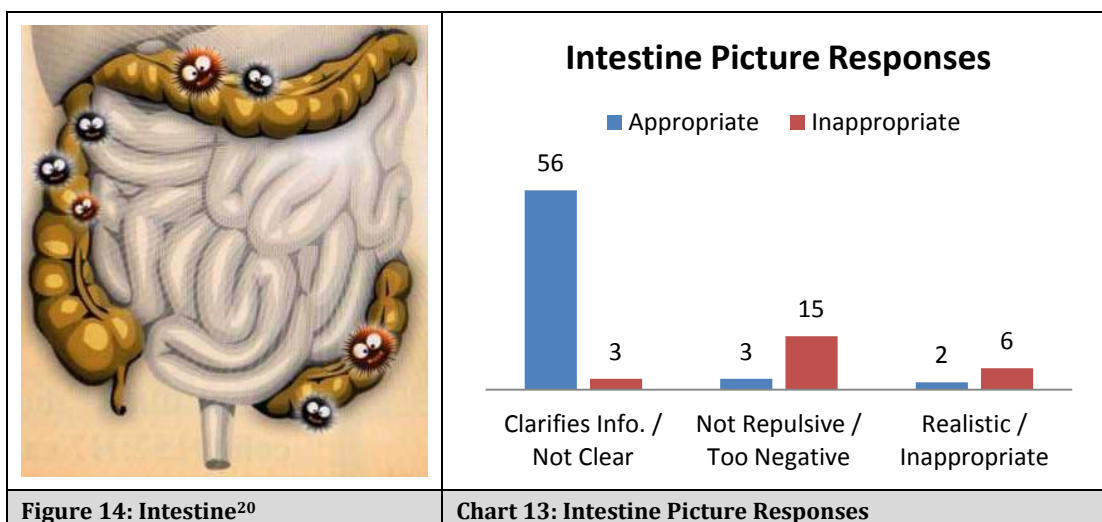 Intestine Picture Responses
Appropriate Inappropriate
56
3
3
15
2
6
Clarifies Info. /
Not Clear
Not Repulsive /
Too Negative
Realistic /
Inappropriate
Figure 14: Intestine20
Chart 13: Intestine Picture Responses